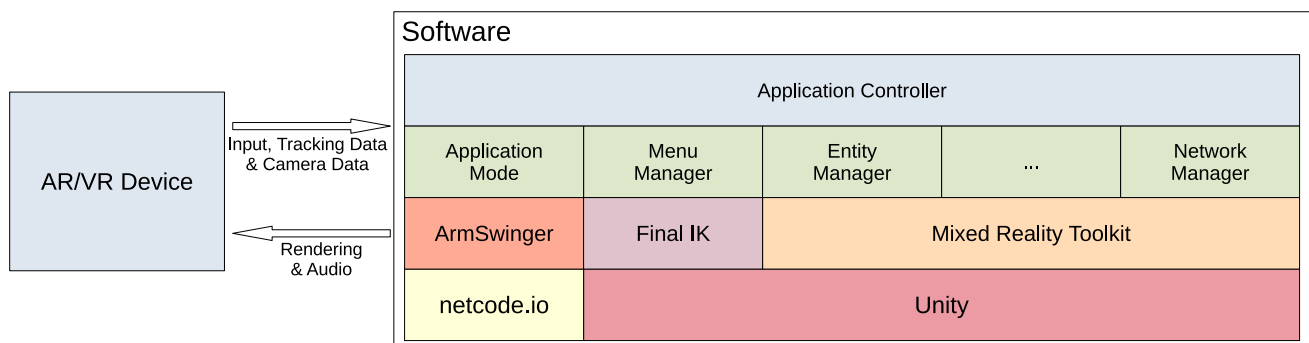 Software
Application Controller
AR/VR Device
Input, Tracking Data
& Camera Data
Rendering
& Audio
Application
Mode
Menu
Manager
Entity
Manager
...
Network
Manager
ArmSwinger
Final IK
Mixed Reality Toolkit
netcode.io
Unity